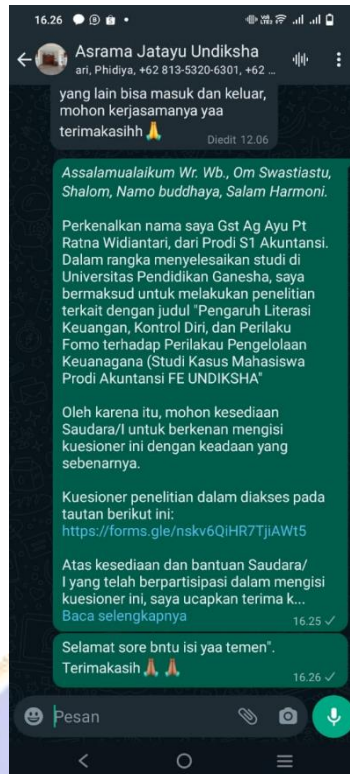 16.26
Asrama Jatayu Undiksha
ari, Phidiya, +62 813-5320-6301, +62 ...
yang lain bisa masuk dan keluar,
mohon kerjasamanya yaa
terimakasihh🙏
Diedit 12.06
Assalamualaikum Wr. Wb., Om Swastiastu,
Shalom, Namo buddhaya, Salam Harmoni.
Perkenalkan nama saya Gst Ag Ayu Pt
Ratna Widiantari, dari Prodi S1 Akuntansi.
Dalam rangka menyelesaikan studi di
Universitas Pendidikan Ganesha, saya
bermaksud untuk melakukan penelitian
terkait dengan judul "Pengaruh Literasi
Keuangan, Kontrol Diri, dan Perilaku
Fomo terhadap Perilakau Pengelolaan
Keuanagana (Studi Kasus Mahasiswa
Prodi Akuntansi FE UNDIKSHA"
Oleh karena itu, mohon kesediaan
Saudara/I untuk berkenan mengisi
kuesioner ini dengan keadaan yang
sebenarnya.
Kuesioner penelitian dalam diakses pada
tautan berikut ini:
https://forms.gle/nskv6QiHR7TjiAWt5
Atas kesediaan dan bantuan Saudara/
I yang telah berpartisipasi dalam mengisi
kuesioner ini, saya ucapkan terima k...
Baca selengkapnya
16.25
Selamat sore bntu isi yaa temen".
Terimakasih🙏🏽🙏🏽
16.26
Pesan